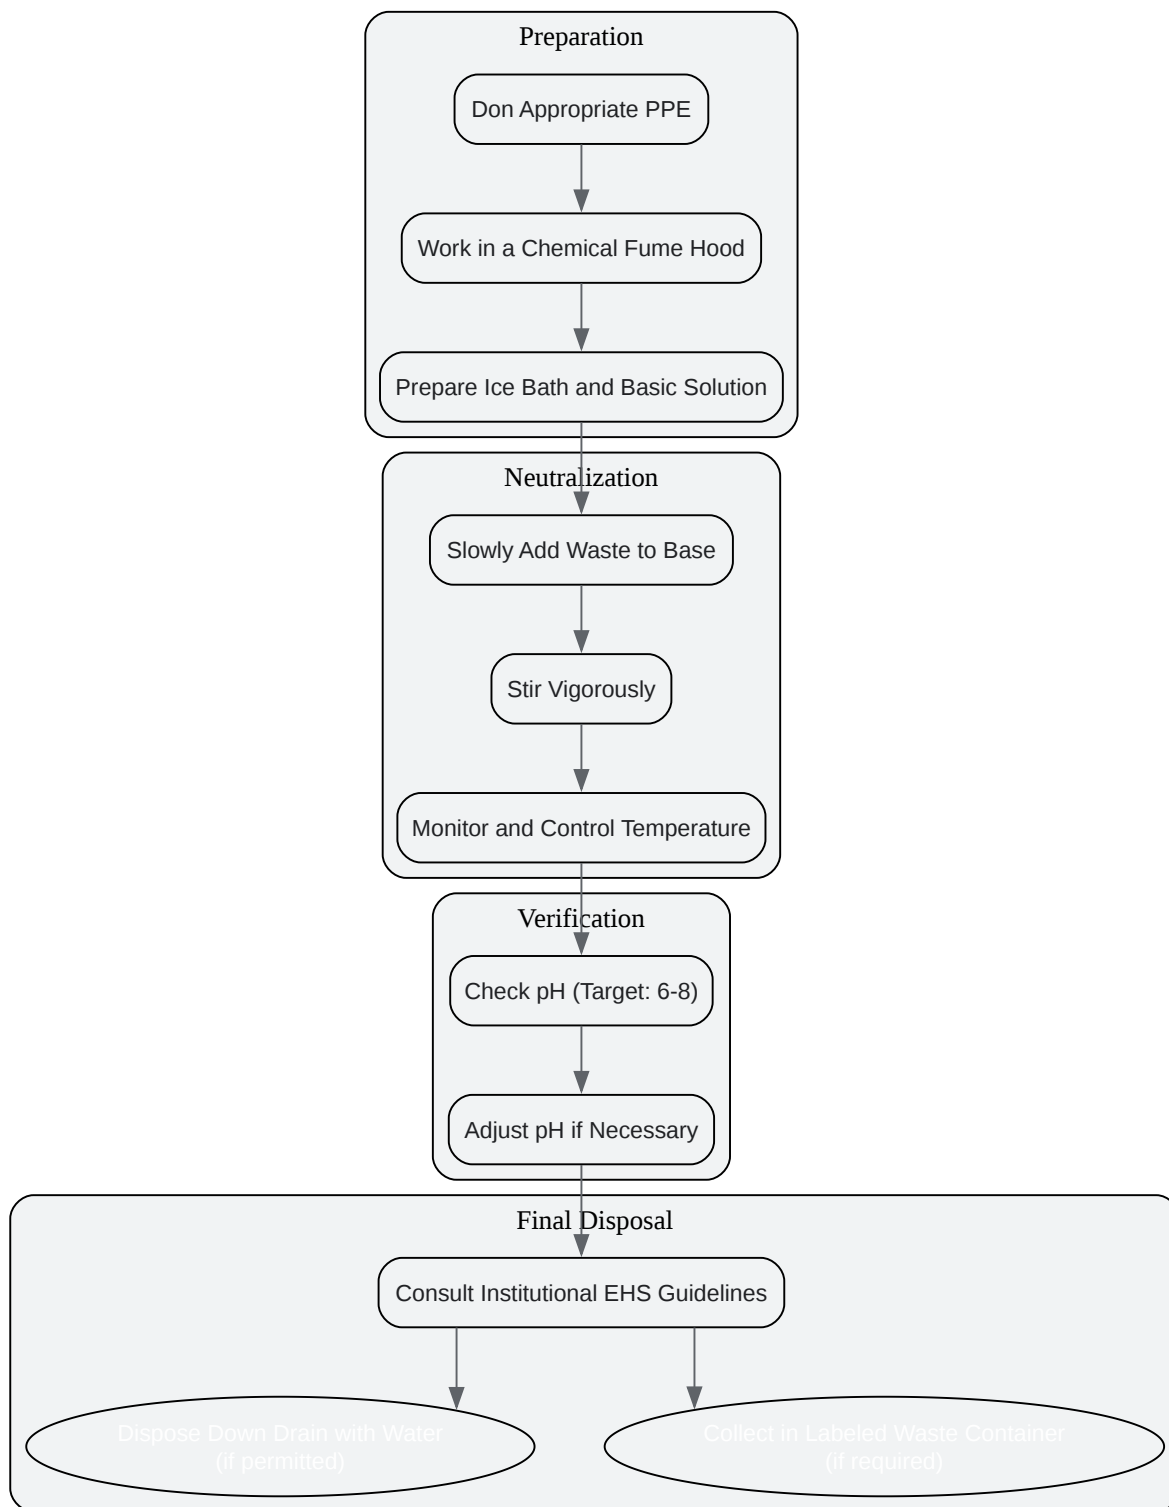 Preparation
Don Appropriate PPE
Work in a Chemical Fume Hood
Prepare Ice Bath and Basic Solution
Neutralization
Slowly Add Waste to Base
Stir Vigorously
Monitor and Control Temperature
Verification
Check pH (Target: 6-8)
Adjust pH if Necessary
Final Disposal
Consult Institutional EHS Guidelines
Dispose Down Drain with Water
(if permitted)
Collect in Labeled Waste Container
(if required)